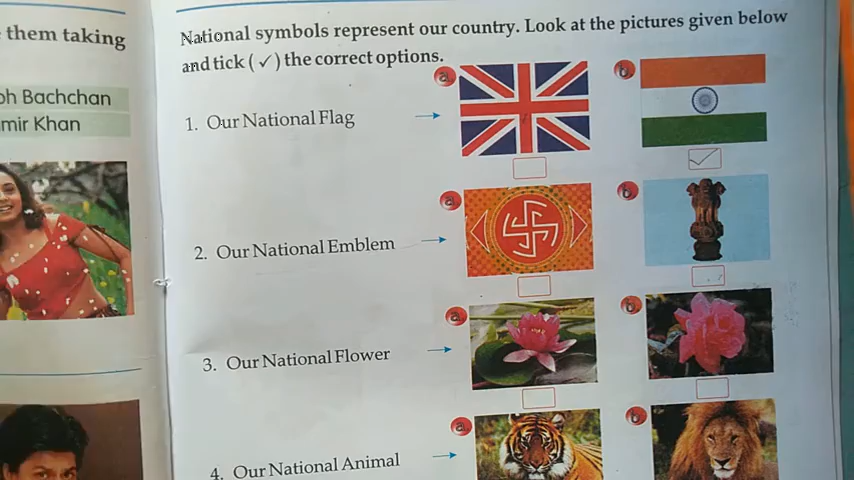 them taking
National symbols represent our country. Look at the pictures given below
and tick (✓) the correct options.
Bachchan
Khan
1. Our National Flag
a
b
2. Our National Emblem
a
b
3. Our National Flower
a
b
4. Our National Animal
a
b